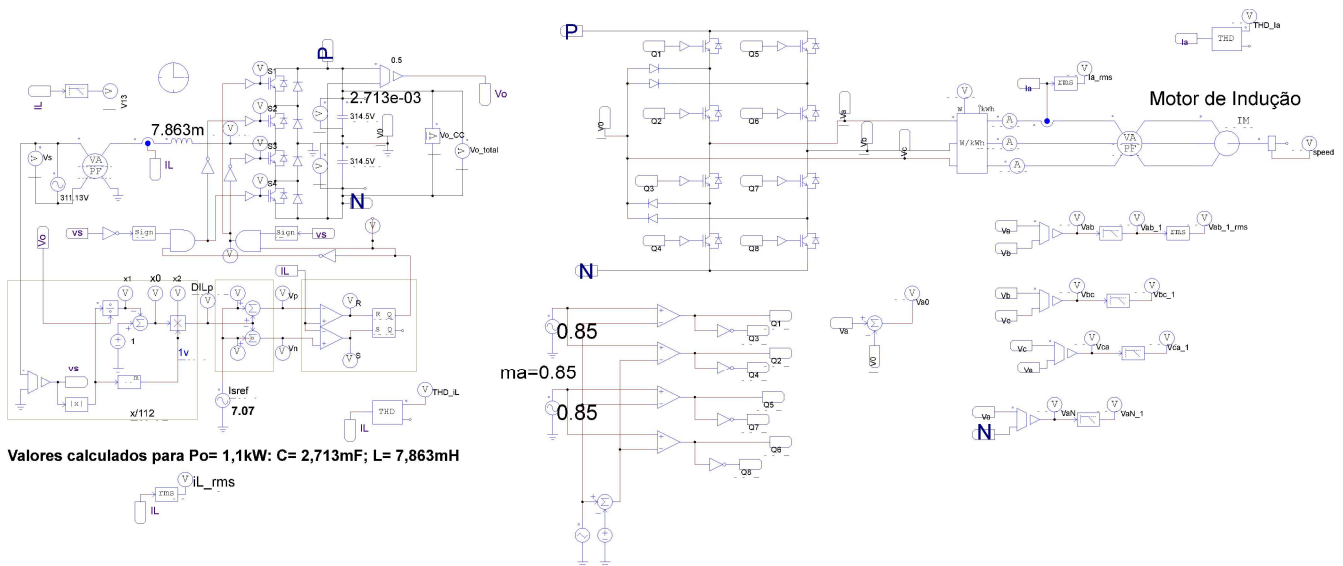 IL
V13
V
Vs
311.13V
VA
PF
7.863m
IL
S1
S2
S3
S4
P
0.5
Vo
2.713e-03
314.5V
314.5V
V0
Vo_CC
Vo_total
N
vs
Sign
Sign
vs
Vo
x1
x0
x2
DILp
1
1v
vs
|x|
x/112
Vp
Vn
Isref
7.07
IL
R
S
R Q
S Q
THD_iL
THD
IL
Valores calculados para Po= 1,1kW: C= 2,713mF; L= 7,863mH
iL_rms
rms
IL
P
Q1
Q5
Q2
Q6
V0
Q3
Q7
Q4
Q8
N
0.85
ma=0.85
0.85
Q1
Q3
Q2
Q4
Q5
Q7
Q6
Q8
Va
Vb
Vc
W
kWh
W/kWh
A
A
A
Ia
rms
Ia_rms
VA
PF
Motor de Indução
IM
speed
Ia
THD
THD_Ia
Va
V0
Va0
Va
Vb
Vab
Vab_1
rms
Vab_1_rms
Vb
Vc
Vbc
Vbc_1
Vc
Va
Vca
Vca_1
Va
N
VaN
VaN_1